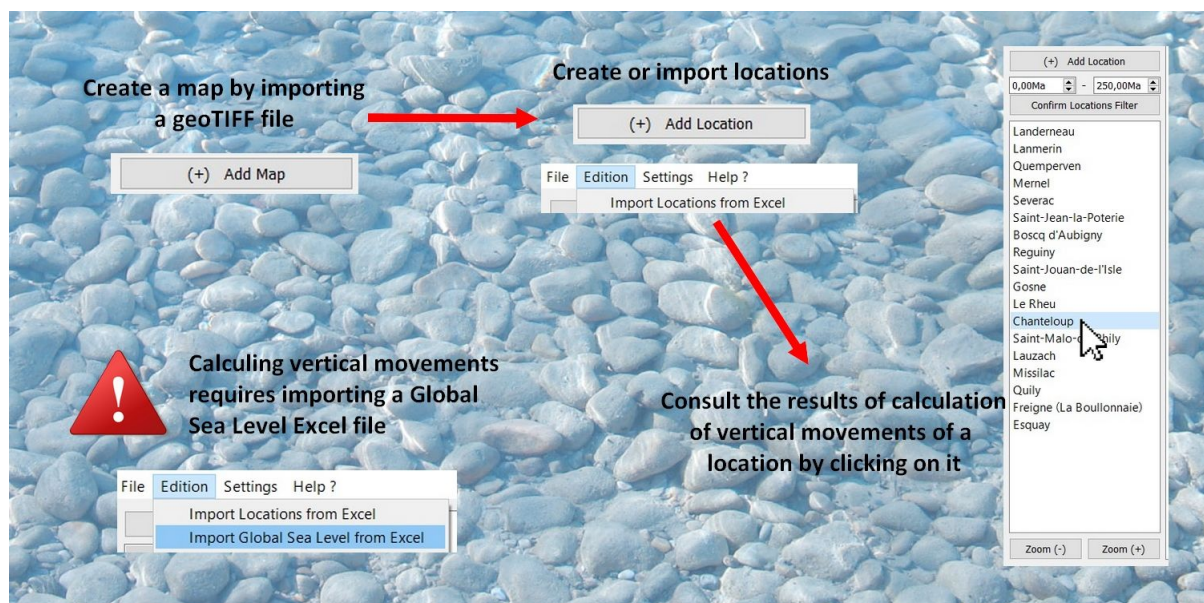 Create a map by importing
a geoTIFF file
(+) Add Map
Create or import locations
(+) Add Location
File Edition Settings Help ?
Import Locations from Excel
Calculing vertical movements
requires importing a Global
Sea Level Excel file
File Edition Settings Help ?
Import Locations from Excel
Import Global Sea Level from Excel
Consult the results of calculation
of vertical movements of a
location by clicking on it
(+) Add Location
0,00Ma - 250,00Ma
Confirm Locations Filter
Landerneau
Lanmerin
Quemperven
Mernel
Severac
Saint-Jean-la-Poterie
Boscq d'Aubigny
Reguiny
Saint-Jouan-de-l'Isle
Gosne
Le Rheu
Chanteloup
Lauzach
Missilac
Quily
Freigne (La Boullonnaie)
Esquay
Zoom (-) Zoom (+)